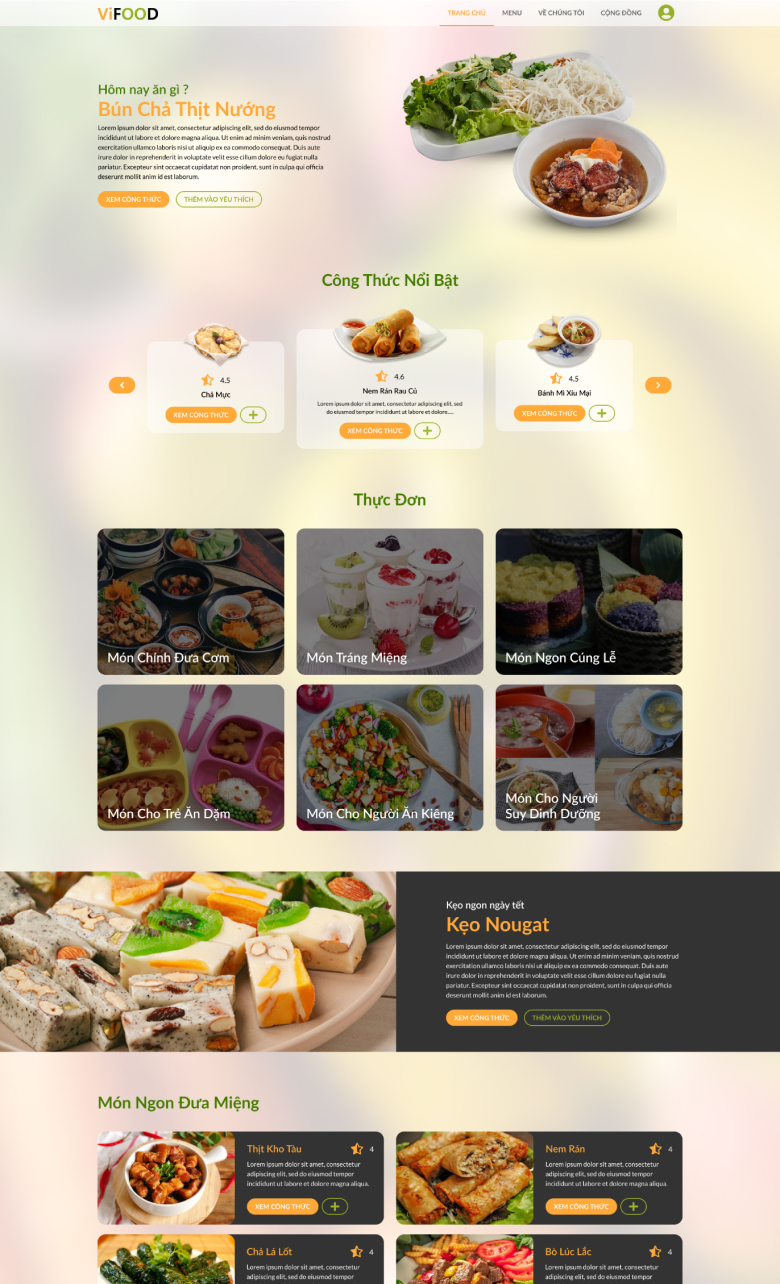 ViFOOD
TRANG CHỦ
MENU
VỀ CHÚNG TÔI
CỘNG ĐỒNG
Hôm nay ăn gì ?
Bún Chả Thịt Nướng
Lorem ipsum dolor sit amet, consectetur adipiscing elit, sed do eiusmod tempor
incididunt ut labore et dolore magna aliqua. Ut enim ad minim veniam, quis nostrud
exercitation ullamco laboris nisi ut aliquip ex ea commodo consequat. Duis aute
irure dolor in reprehenderit in voluptate velit esse cillum dolore eu fugiat nulla
pariatur. Excepteur sint occaecat cupidatat non proident, sunt in culpa qui officia
deserunt mollit anim id est laborum.
XEM CÔNG THỨC
THÊM VÀO YÊU THÍCH
Công Thức Nổi Bật
4.5
Chả Mực
XEM CÔNG THỨC
4.6
Nem Rán Rau Củ
Lorem ipsum dolor sit amet, consectetur adipiscing elit, sed
do eiusmod tempor incididunt ut labore et dolore....
XEM CÔNG THỨC
4.5
Bánh Mì Xíu Mại
XEM CÔNG THỨC
Thực Đơn
Món Chính Đưa Cơm
Món Tráng Miệng
Món Ngon Cúng Lễ
Món Cho Trẻ Ăn Dặm
Món Cho Người Ăn Kiêng
Món Cho Người
Suy Dinh Dưỡng
Kẹo ngon ngày tết
Kẹo Nougat
Lorem ipsum dolor sit amet, consectetur adipiscing elit, sed do eiusmod tempor
incididunt ut labore et dolore magna aliqua. Ut enim ad minim veniam, quis nostrud
exercitation ullamco laboris nisi ut aliquip ex ea commodo consequat. Duis aute
irure dolor in reprehenderit in voluptate velit esse cillum dolore eu fugiat nulla
pariatur. Excepteur sint occaecat cupidatat non proident, sunt in culpa qui officia
deserunt mollit anim id est laborum.
XEM CÔNG THỨC
THÊM VÀO YÊU THÍCH
Món Ngon Đưa Miệng
Thịt Kho Tàu
4
Lorem ipsum dolor sit amet, consectetur
adipiscing elit, sed do eiusmod tempor
incididunt ut labore et dolore magna aliqua.
XEM CÔNG THỨC
Nem Rán
4
Lorem ipsum dolor sit amet, consectetur
adipiscing elit, sed do eiusmod tempor
incididunt ut labore et dolore magna aliqua.
XEM CÔNG THỨC
Chả Lá Lốt
4
Lorem ipsum dolor sit amet, consectetur
adipiscing elit, sed do eiusmod tempor
Bò Lúc Lắc
4
Lorem ipsum dolor sit amet, consectetur
adipiscing elit, sed do eiusmod tempor